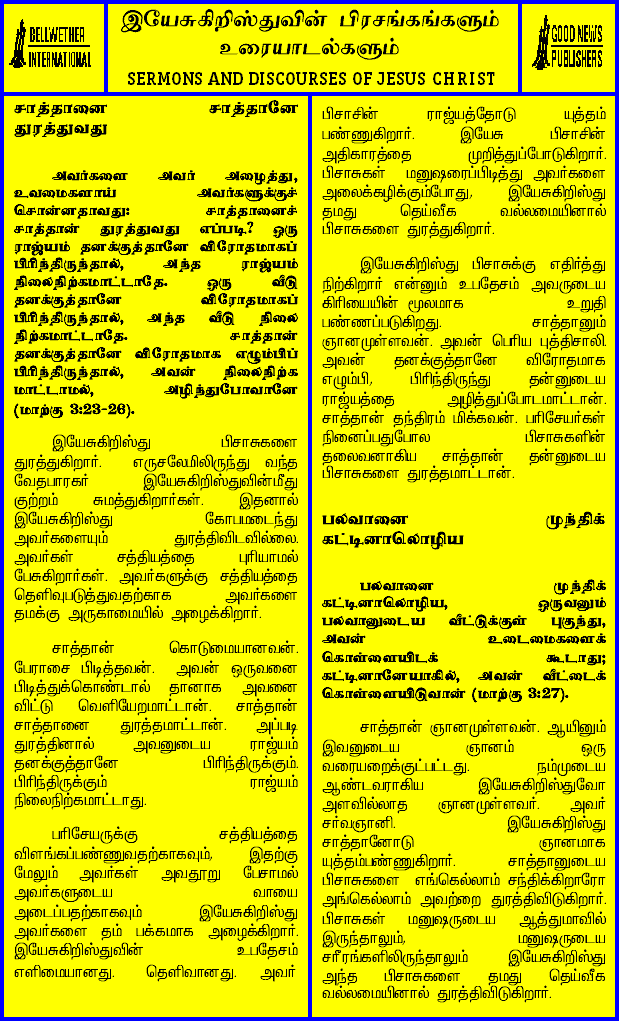 BELLWETHER
INTERNATIONAL
இயேசுகிறிஸ்துவின் பிரசங்கங்களும்
உரையாடல்களும்
SERMONS AND DISCOURSES OF JESUS CHRIST
GOOD NEWS
PUBLISHERS
சாத்தானை சாத்தானே
துரத்துவது
அவர்களை அவர் அழைத்து,
உவமைகளாய் அவர்களுக்குச்
சொன்னதாவது: சாத்தானைச்
சாத்தான் துரத்துவது எப்படி? ஒரு
ராஜ்யம் தனக்குத்தானே விரோதமாகப்
பிரிந்திருந்தால், அந்த ராஜ்யம்
நிலைநிற்கமாட்டாதே. ஒரு வீடு
தனக்குத்தானே விரோதமாகப்
பிரிந்திருந்தால், அந்த வீடு நிலை
நிற்கமாட்டாதே. சாத்தான்
தனக்குத்தானே விரோதமாக எழும்பிப்
பிரிந்திருந்தால், அவன் நிலைநிற்க
மாட்டாமல், அழிந்துபோவானே
(மாற்கு 3:23-26).
இயேசுகிறிஸ்து பிசாசுகளை
துரத்துகிறார். எருசலேமிலிருந்து வந்த
வேதபாரகர் இயேசுகிறிஸ்துவின்மீது
குற்றம் சுமத்துகிறார்கள். இதனால்
இயேசுகிறிஸ்து கோபமடைந்து
அவர்களையும் துரத்திவிடவில்லை.
அவர்கள் சத்தியத்தை புரியாமல்
பேசுகிறார்கள். அவர்களுக்கு சத்தியத்தை
தெளிவுபடுத்துவதற்காக அவர்களை
தமக்கு அருகாமையில் அழைக்கிறார்.
சாத்தான் கொடுமையானவன்.
பேராசை பிடித்தவன். அவன் ஒருவனை
பிடித்துக்கொண்டால் தானாக அவனை
விட்டு வெளியேறமாட்டான். சாத்தான்
சாத்தானை துரத்தமாட்டான். அப்படி
துரத்தினால் அவனுடைய ராஜ்யம்
தனக்குத்தானே பிரிந்திருக்கும்.
பிரிந்திருக்கும் ராஜ்யம்
நிலைநிற்கமாட்டாது.
பரிசேயருக்கு சத்தியத்தை
விளங்கப்பண்ணுவதற்காகவும், இதற்கு
மேலும் அவர்கள் அவதூறு பேசாமல்
அவர்களுடைய வாயை
அடைப்பதற்காகவும் இயேசுகிறிஸ்து
அவர்களை தம் பக்கமாக அழைக்கிறார்.
இயேசுகிறிஸ்துவின் உபதேசம்
எளிமையானது. தெளிவானது. அவர்
பிசாசின் ராஜ்யத்தோடு யுத்தம்
பண்ணுகிறார். இயேசு பிசாசின்
அதிகாரத்தை முறித்துப்போடுகிறார்.
பிசாசுகள் மனுஷரைப்பிடித்து அவர்களை
அலைக்கழிக்கும்போது, இயேசுகிறிஸ்து
தமது தெய்வீக வல்லமையினால்
பிசாசுகளை துரத்துகிறார்.
இயேசுகிறிஸ்து பிசாசுக்கு எதிர்த்து
நிற்கிறார் என்னும் உபதேசம் அவருடைய
கிரியையின் மூலமாக உறுதி
பண்ணப்படுகிறது. சாத்தானும்
ஞானமுள்ளவன். அவன் பெரிய புத்திசாலி.
அவன் தனக்குத்தானே விரோதமாக
எழும்பி, பிரிந்திருந்து தன்னுடைய
ராஜ்யத்தை அழித்துப்போடமாட்டான்.
சாத்தான் தந்திரம் மிக்கவன். பரிசேயர்கள்
நினைப்பதுபோல பிசாசுகளின்
தலைவனாகிய சாத்தான் தன்னுடைய
பிசாசுகளை துரத்தமாட்டான்.
பலவானை முந்திக்
கட்டினாலொழிய
பலவானை முந்திக்
கட்டினாலொழிய, ஒருவனும்
பலவானுடைய வீட்டுக்குள் புகுந்து,
அவன் உடைமைகளைக்
கொள்ளையிடக் கூடாது;
கட்டினானேயாகில், அவன் வீட்டைக்
கொள்ளையிடுவான் (மாற்கு 3:27).
சாத்தான் ஞானமுள்ளவன். ஆயினும்
இவனுடைய ஞானம் ஒரு
வரையறைக்குட்பட்டது. நம்முடைய
ஆண்டவராகிய இயேசுகிறிஸ்துவோ
அளவில்லாத ஞானமுள்ளவர். அவர்
சர்வஞானி. இயேசுகிறிஸ்து
சாத்தானோடு ஞானமாக
யுத்தம்பண்ணுகிறார். சாத்தானுடைய
பிசாசுகளை எங்கெல்லாம் சந்திக்கிறாரோ
அங்கெல்லாம் அவற்றை துரத்திவிடுகிறார்.
பிசாசுகள் மனுஷருடைய ஆத்துமாவில்
இருந்தாலும், மனுஷருடைய
சரீரங்களிலிருந்தாலும் இயேசுகிறிஸ்து
அந்த பிசாசுகளை தமது தெய்வீக
வல்லமையினால் துரத்திவிடுகிறார்.